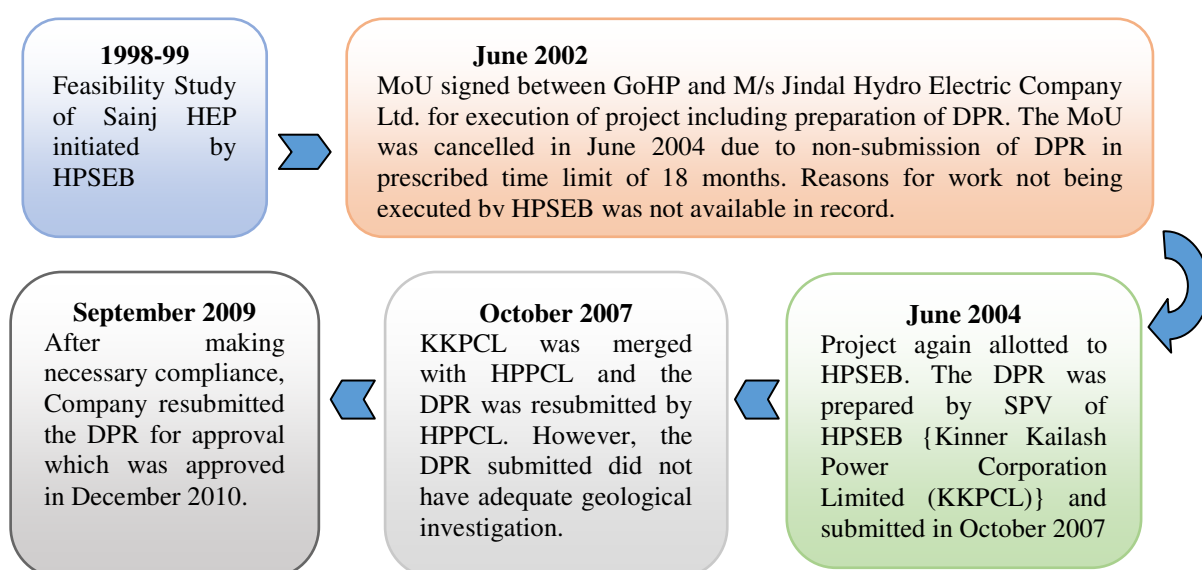 1998-99
Feasibility Study
of Sainj HEP
initiated by
HPSEB
June 2002
MoU signed between GoHP and M/s Jindal Hydro Electric Company
Ltd. for execution of project including preparation of DPR. The MoU
was cancelled in June 2004 due to non-submission of DPR in
prescribed time limit of 18 months. Reasons for work not being
executed by HPSEB was not available in record.
June 2004
Project again allotted to
HPSEB. The DPR was
prepared by SPV of
HPSEB {Kinner Kailash
Power Corporation
Limited (KKPCL)} and
submitted in October 2007
October 2007
KKPCL was merged
with HPPCL and the
DPR was resubmitted by
HPPCL. However, the
DPR submitted did not
have adequate geological
investigation.
September 2009
After making
necessary compliance,
Company resubmitted
the DPR for approval
which was approved
in December 2010.